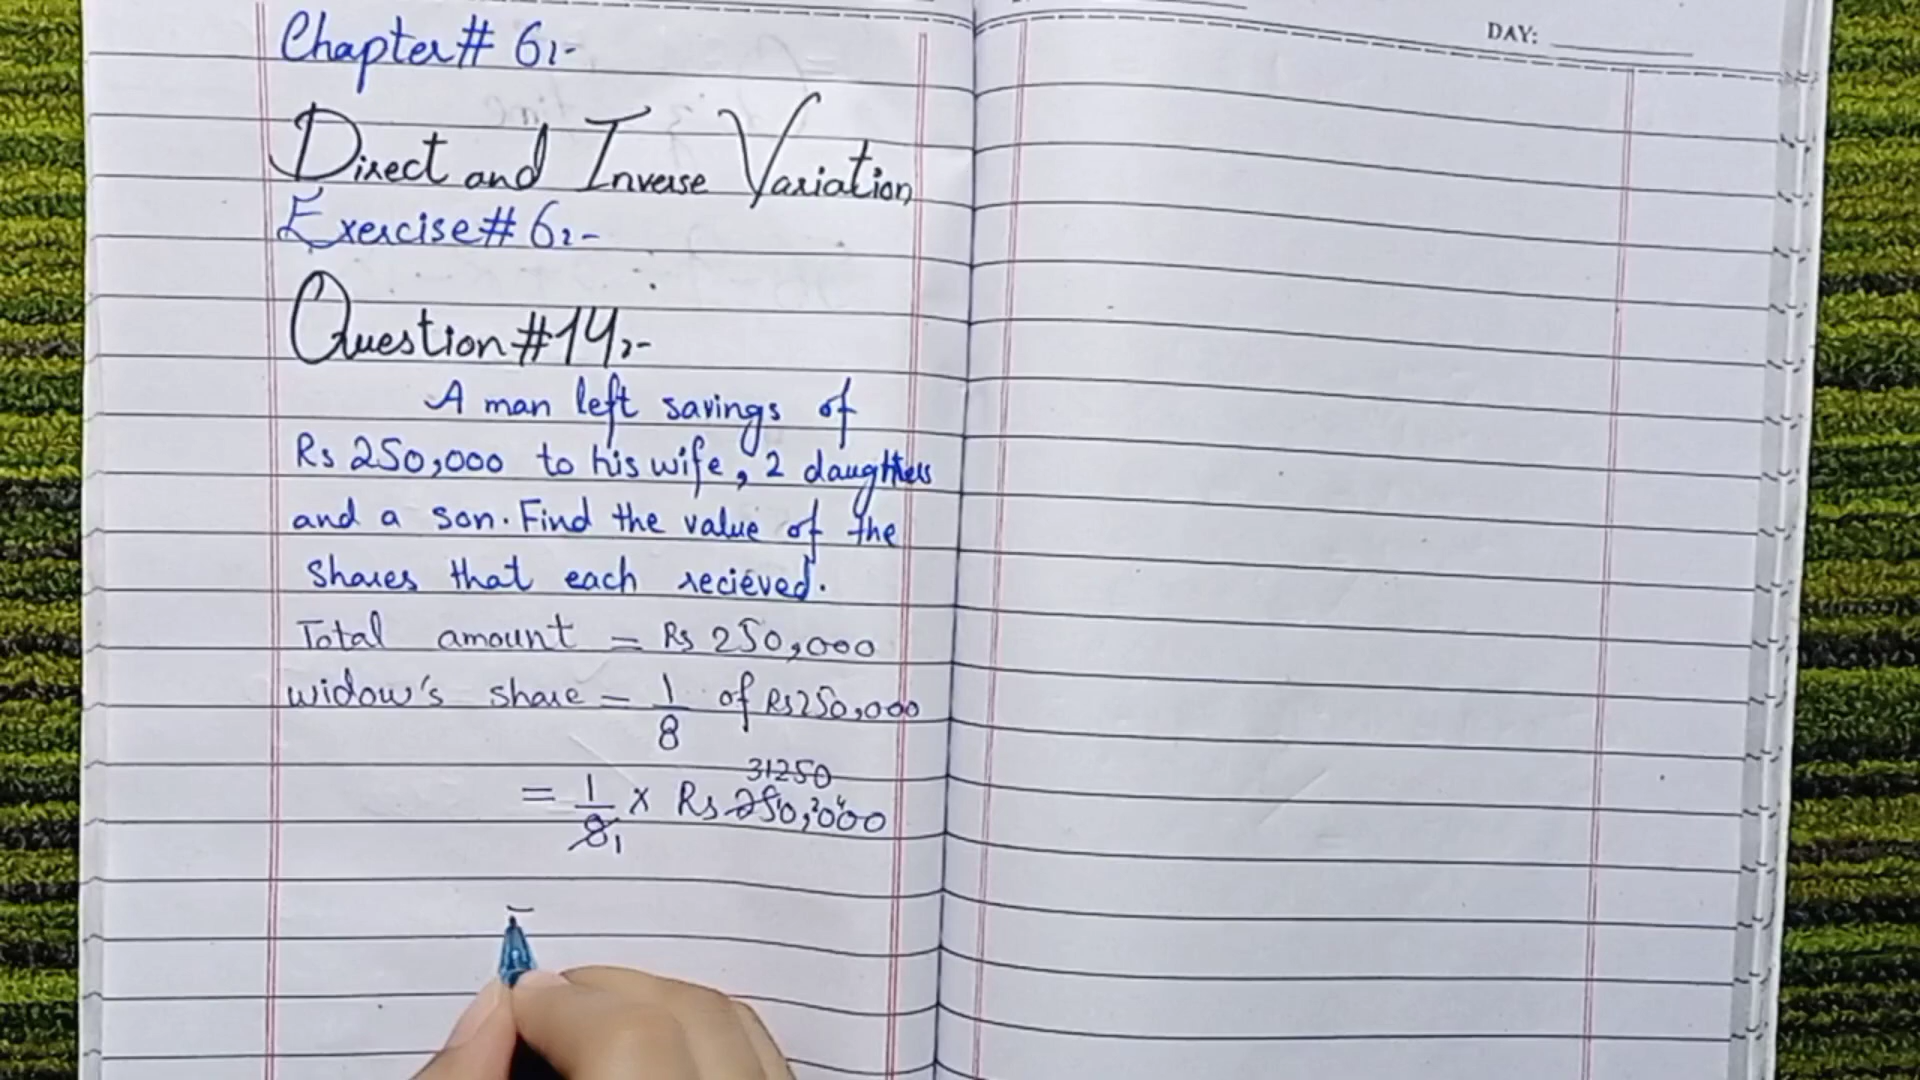 DAY:
Chapter# 6:-
Direct and Inverse Variation
Exercise# 6:-
Question#14:-
A man left savings of
Rs 250,000 to his wife, 2 daughters
and a son. Find the value of the
shares that each recieved.
Total amount = Rs 250,000
widow's share = 1/8 of Rs 250,000
31250
= 1/8 1 x Rs 250,000
=